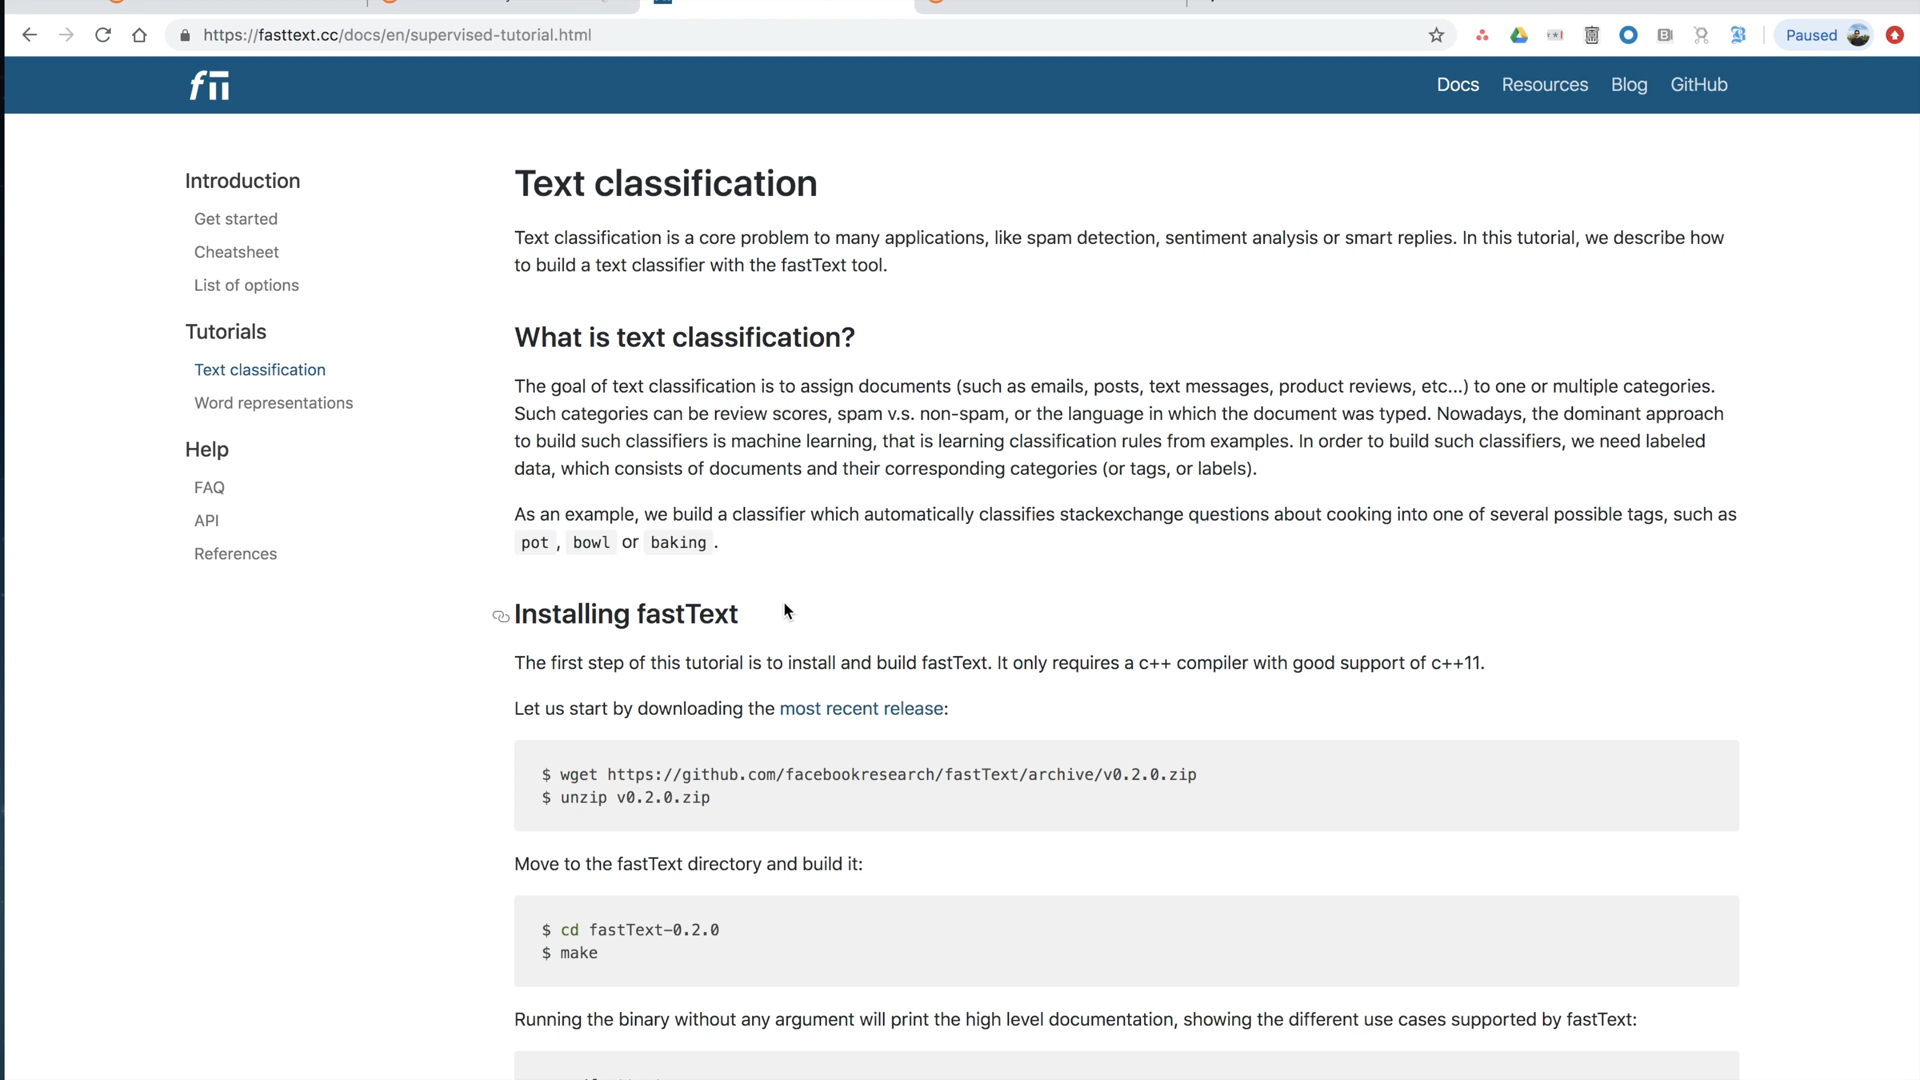 https://fasttext.cc/docs/en/supervised-tutorial.html
Paused
Docs Resources Blog GitHub
Introduction
Get started
Cheatsheet
List of options
Tutorials
Text classification
Word representations
Help
FAQ
API
References
Text classification
Text classification is a core problem to many applications, like spam detection, sentiment analysis or smart replies. In this tutorial, we describe how
to build a text classifier with the fastText tool.
What is text classification?
The goal of text classification is to assign documents (such as emails, posts, text messages, product reviews, etc...) to one or multiple categories.
Such categories can be review scores, spam v.s. non-spam, or the language in which the document was typed. Nowadays, the dominant approach
to build such classifiers is machine learning, that is learning classification rules from examples. In order to build such classifiers, we need labeled
data, which consists of documents and their corresponding categories (or tags, or labels).
As an example, we build a classifier which automatically classifies stackexchange questions about cooking into one of several possible tags, such as
pot , bowl or baking .
Installing fastText
The first step of this tutorial is to install and build fastText. It only requires a c++ compiler with good support of c++11.
Let us start by downloading the most recent release:
$ wget https://github.com/facebookresearch/fastText/archive/v0.2.0.zip
$ unzip v0.2.0.zip
Move to the fastText directory and build it:
$ cd fastText-0.2.0
$ make
Running the binary without any argument will print the high level documentation, showing the different use cases supported by fastText: